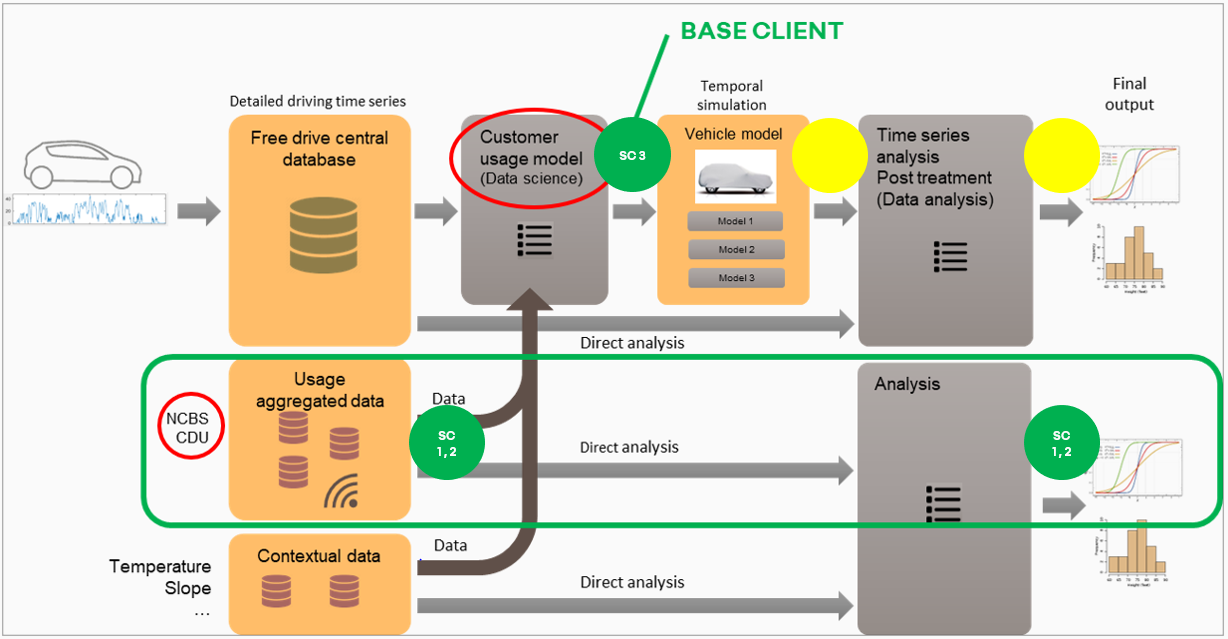 BASE CLIENT
Detailed driving time series
Temporal
simulation
Final
output
Free drive central
database
Customer
usage model
(Data science)
SC 3
Vehicle model
Model 1
Model 2
Model 3
Time series
analysis
Post treatment
(Data analysis)
Direct analysis
NCBS
CDU
Usage
aggregated data
Data
SC
1, 2
Direct analysis
Analysis
SC
1, 2
Temperature
Slope
...
Contextual data
Data
Direct analysis